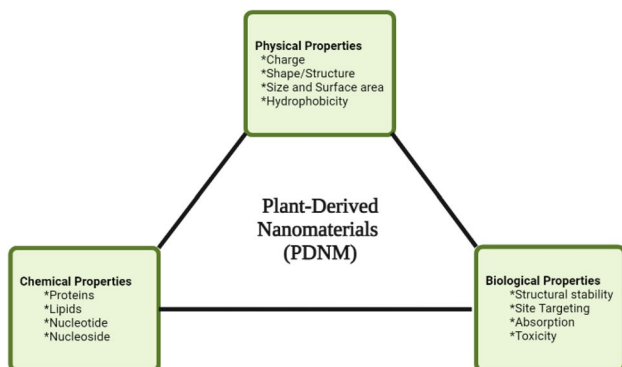 Physical Properties
*Charge
*Shape/Structure
*Size and Surface area
*Hydrophobicity
Plant-Derived
Nanomaterials
(PDNM)
Chemical Properties
*Proteins
*Lipids
*Nucleotide
*Nucleoside
Biological Properties
*Structural stability
*Site Targeting
*Absorption
*Toxicity